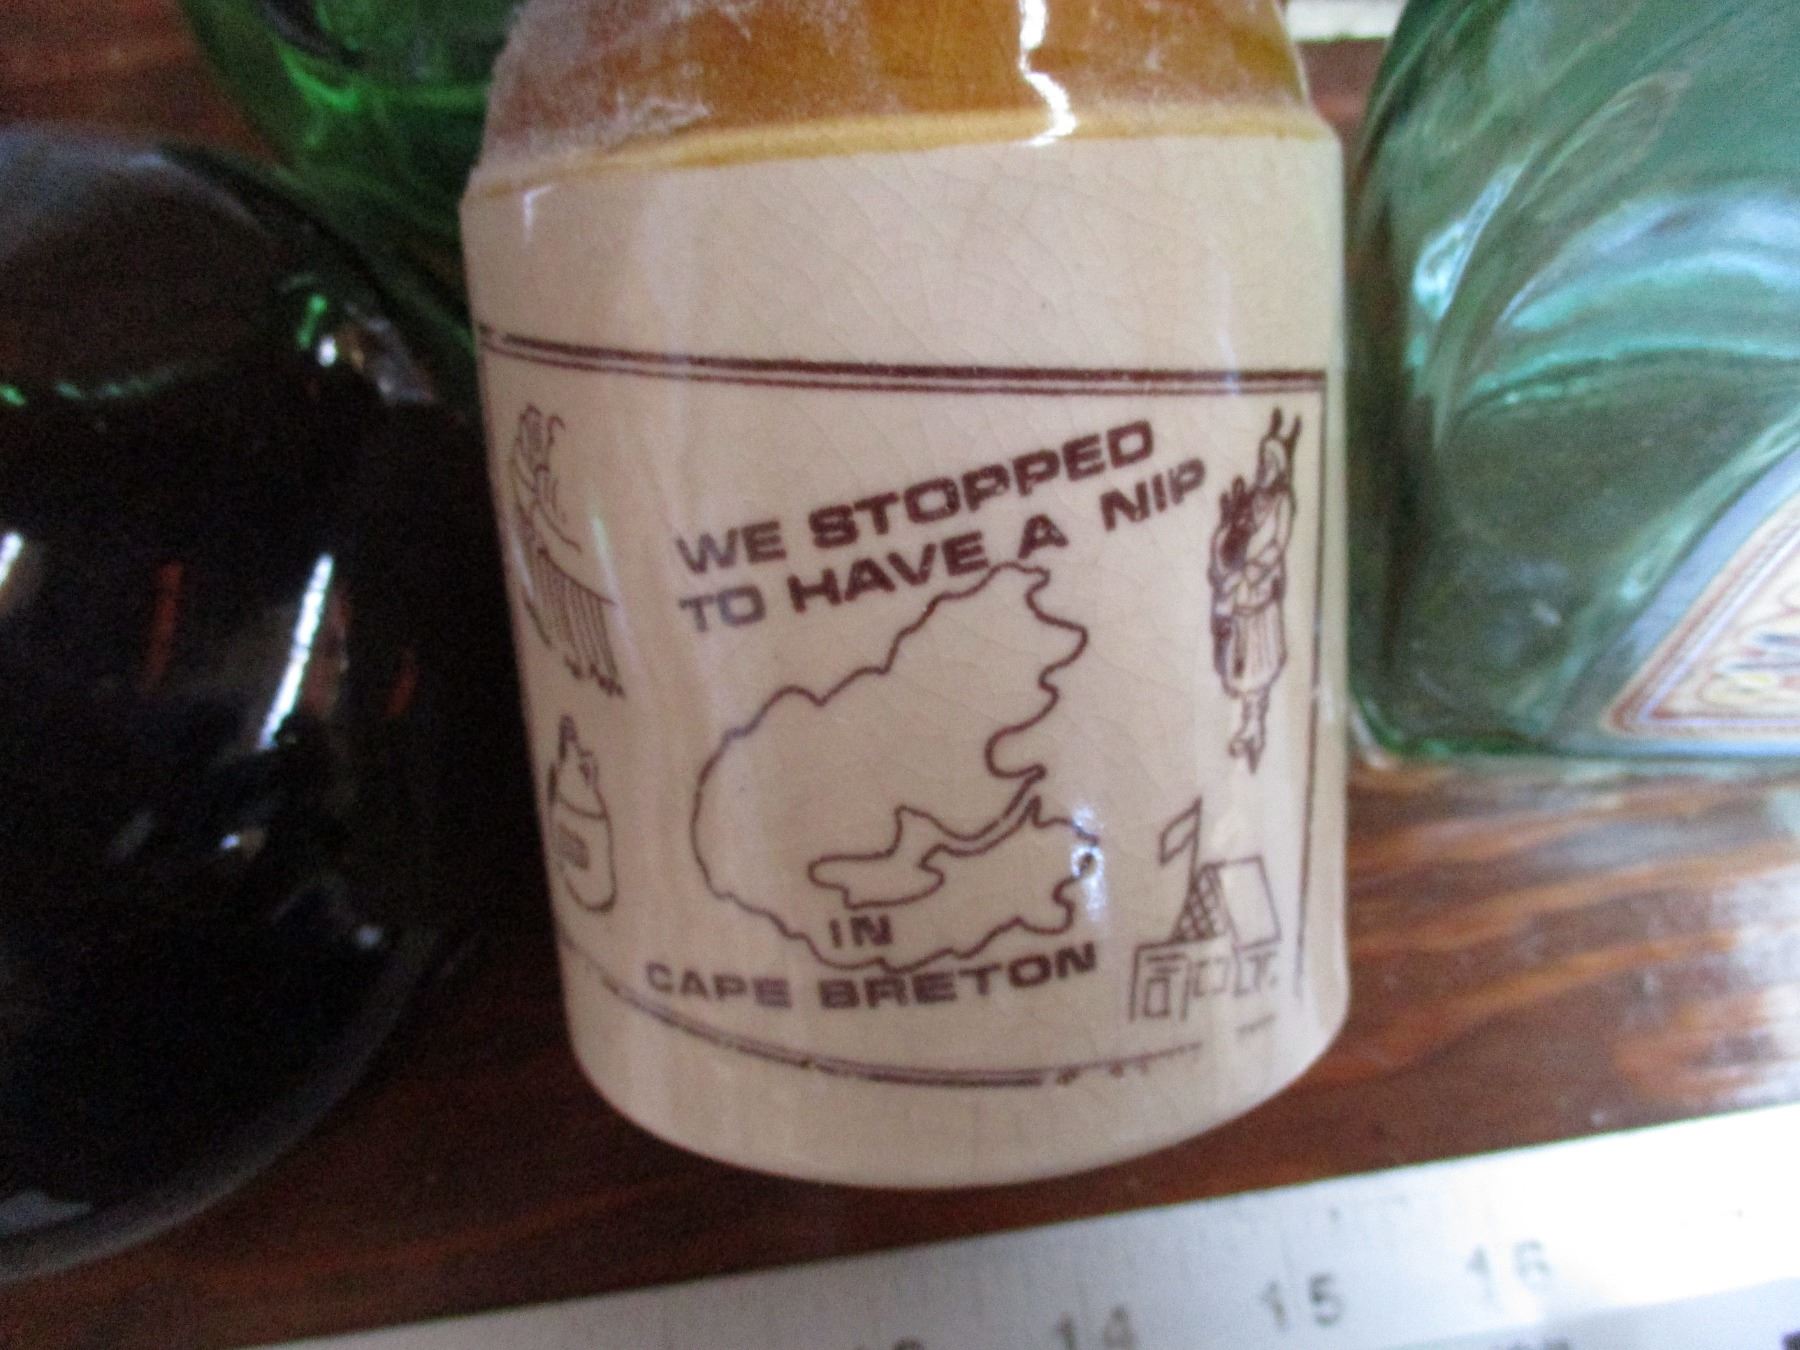 WE STOPPED
TO HAVE A NIP
IN
CAPE BRETON
14
15
16